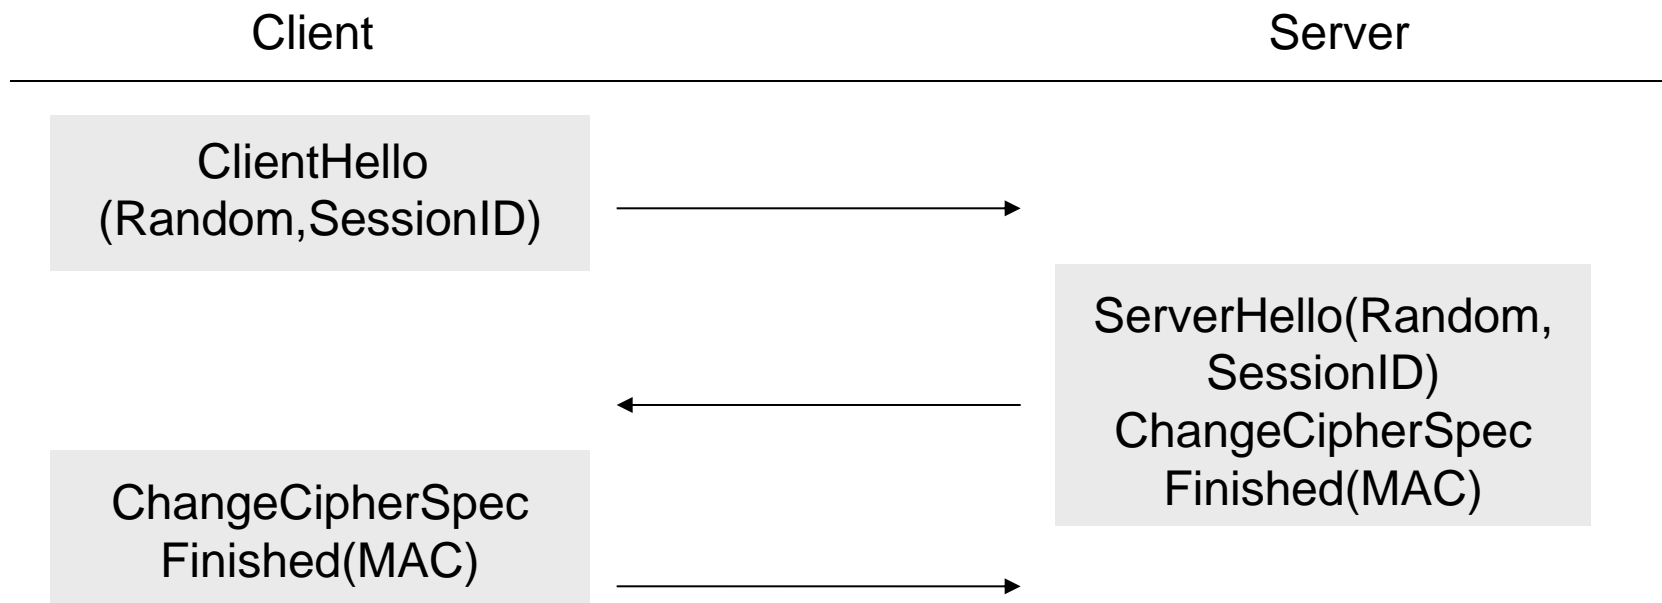 Client
Server
ClientHello
(Random,SessionID)
ServerHello(Random,
SessionID)
ChangeCipherSpec
Finished(MAC)
ChangeCipherSpec
Finished(MAC)